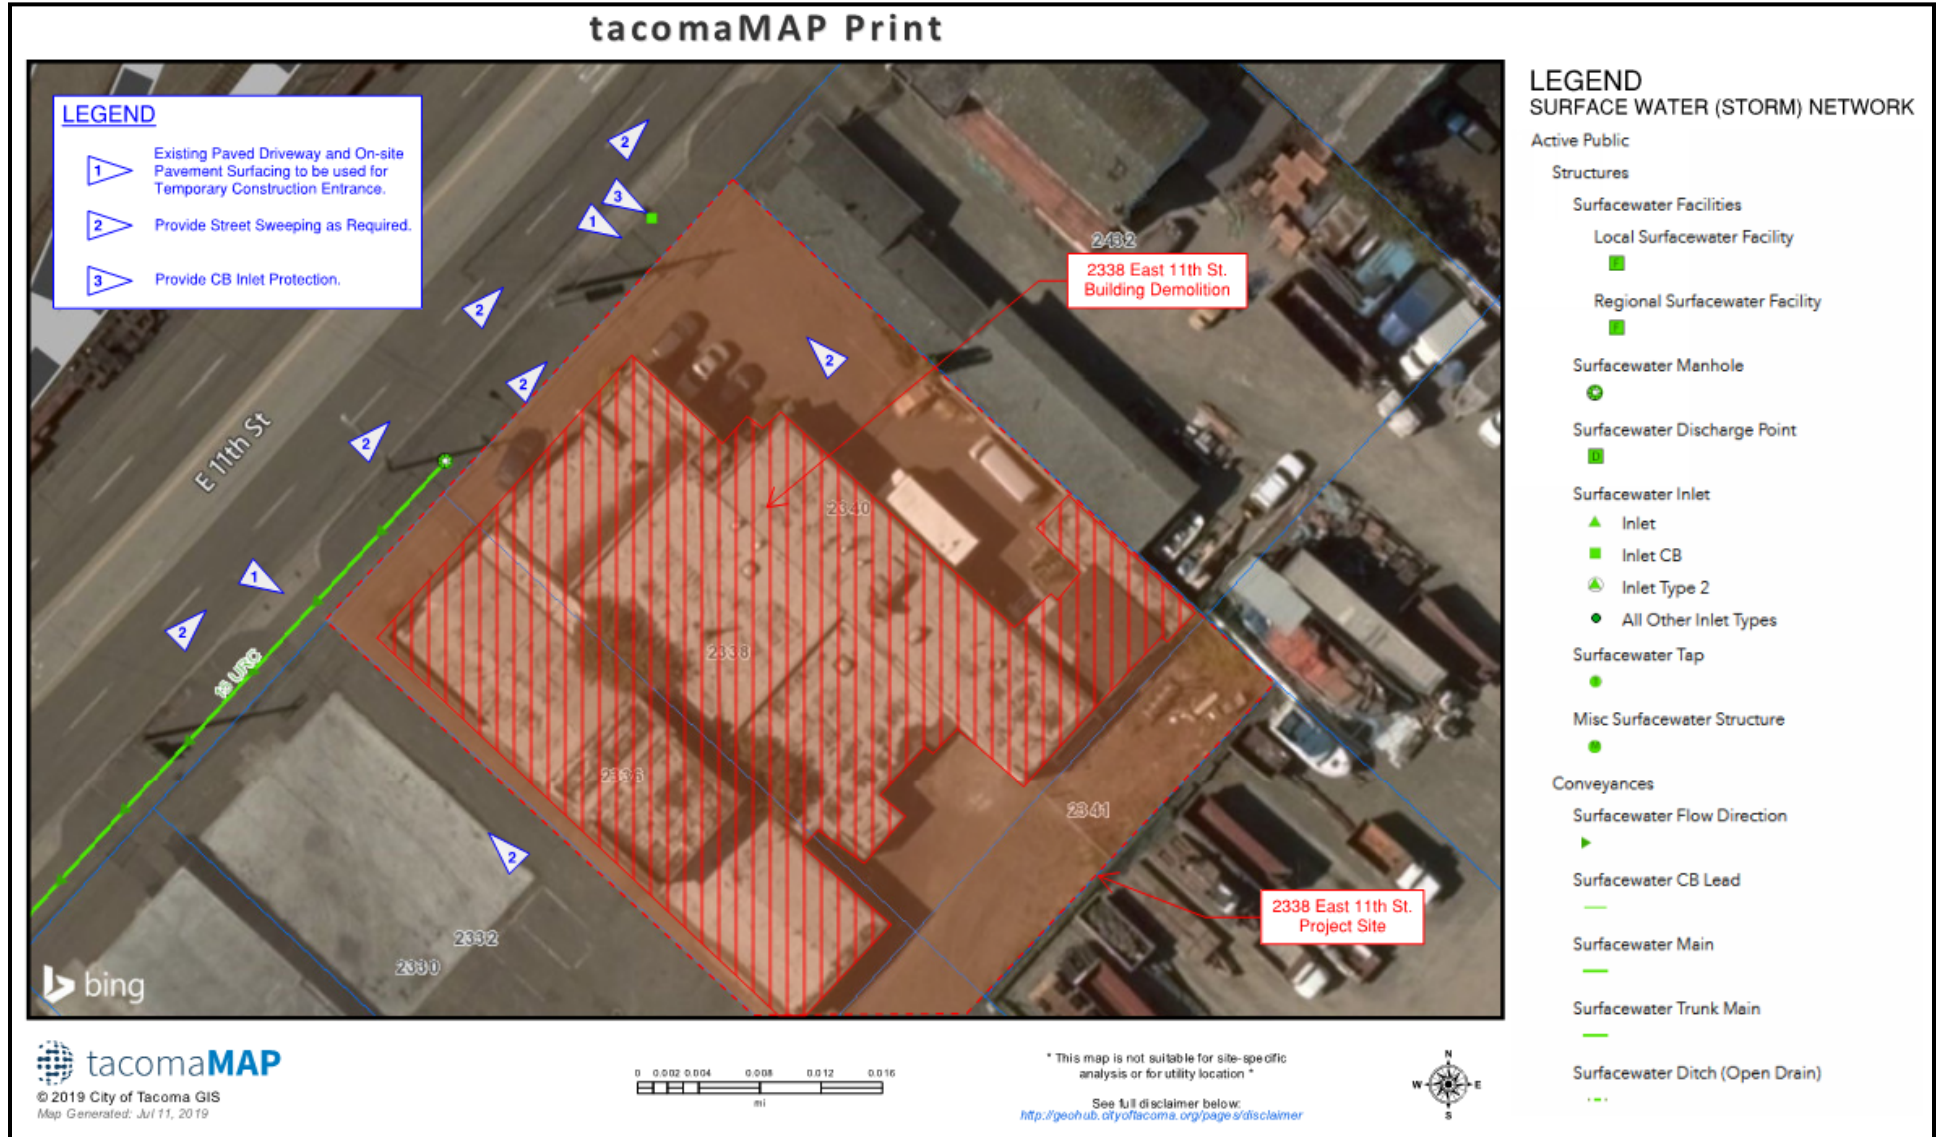 tacomaMAP Print
LEGEND
1
Existing Paved Driveway and On-site
Pavement Surfacing to be used for
Temporary Construction Entrance.
2
Provide Street Sweeping as Required.
3
Provide CB Inlet Protection.
2
3
1
2432
2338 East 11th St.
Building Demolition
2
2
2
2
E 11th St
2340
1
2
2338
2336
2341
2
2338 East 11th St.
Project Site
2332
2330
bing
LEGEND
SURFACE WATER (STORM) NETWORK
Active Public
Structures
Surfacewater Facilities
Local Surfacewater Facility
F
Regional Surfacewater Facility
F
Surfacewater Manhole
Surfacewater Discharge Point
D
Surfacewater Inlet
Inlet
Inlet CB
Inlet Type 2
All Other Inlet Types
Surfacewater Tap
Misc Surfacewater Structure
Conveyances
Surfacewater Flow Direction
Surfacewater CB Lead
Surfacewater Main
Surfacewater Trunk Main
Surfacewater Ditch (Open Drain)
tacomaMAP
© 2019 City of Tacoma GIS
Map Generated: Jul 11, 2019
0 0.002 0.004 0.008 0.012 0.016
mi
* This map is not suitable for site-specific
analysis or for utility location *
See full disclaimer below:
http://geohub.cityoftacoma.org/pages/disclaimer
N
W E
S